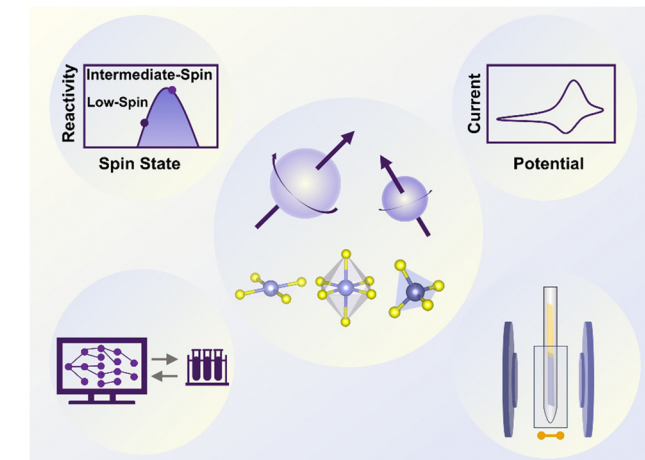 Intermediate-Spin
Low-Spin
Reactivity
Spin State
Current
Potential